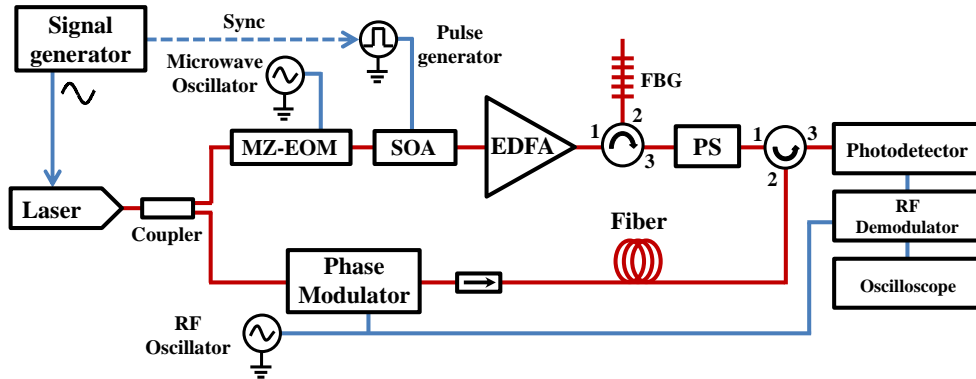 Signal
generator
Sync
Pulse
generator
Microwave
Oscillator
FBG
MZ-EOM
SOA
EDFA
1
2
3
PS
1
3
2
Photodetector
Laser
Coupler
RF
Demodulator
Fiber
Phase
Modulator
Oscilloscope
RF
Oscillator